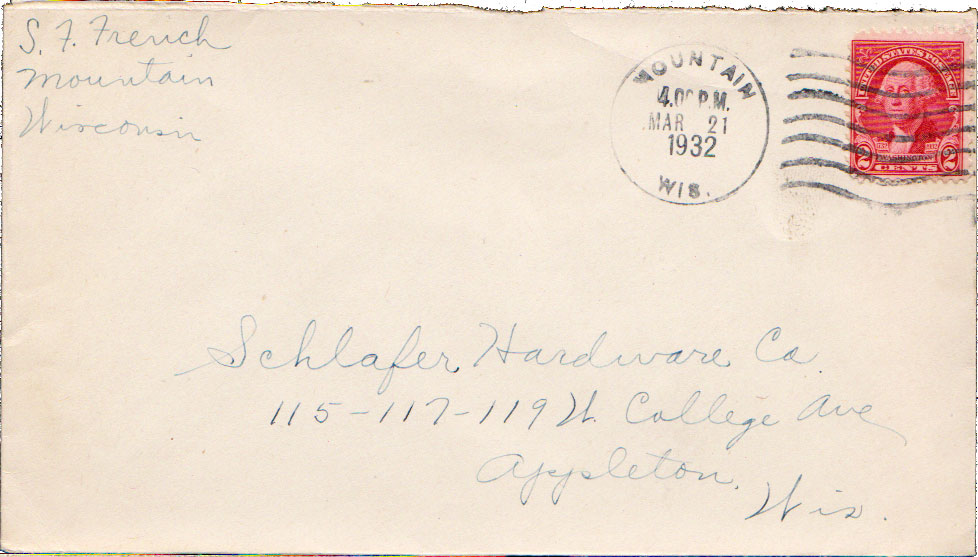 S. F. French
Mountain
Wisconsin
MOUNTAIN
4.00 P.M.
MAR 21
1932
WIS.
UNITED STATES POSTAGE
WASHINGTON
2 2
CENTS
Schlafer Hardware Co.
115-117-119 W. College Ave
Appleton,
Wis.